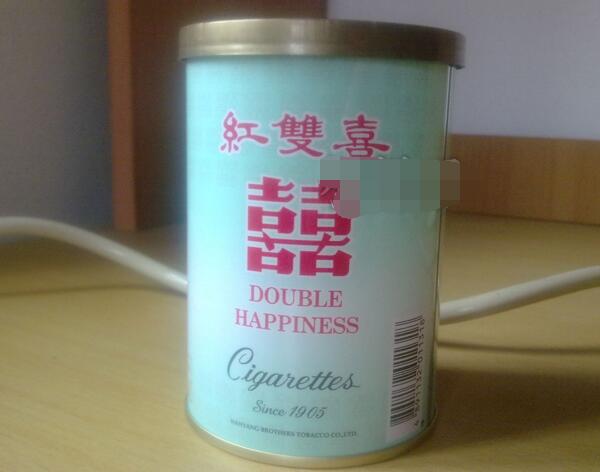 紅雙喜
囍
DOUBLE
HAPPINESS
Cigarettes
Since 1905
NANYANG BROTHERS TOBACCO CO.,LTD.